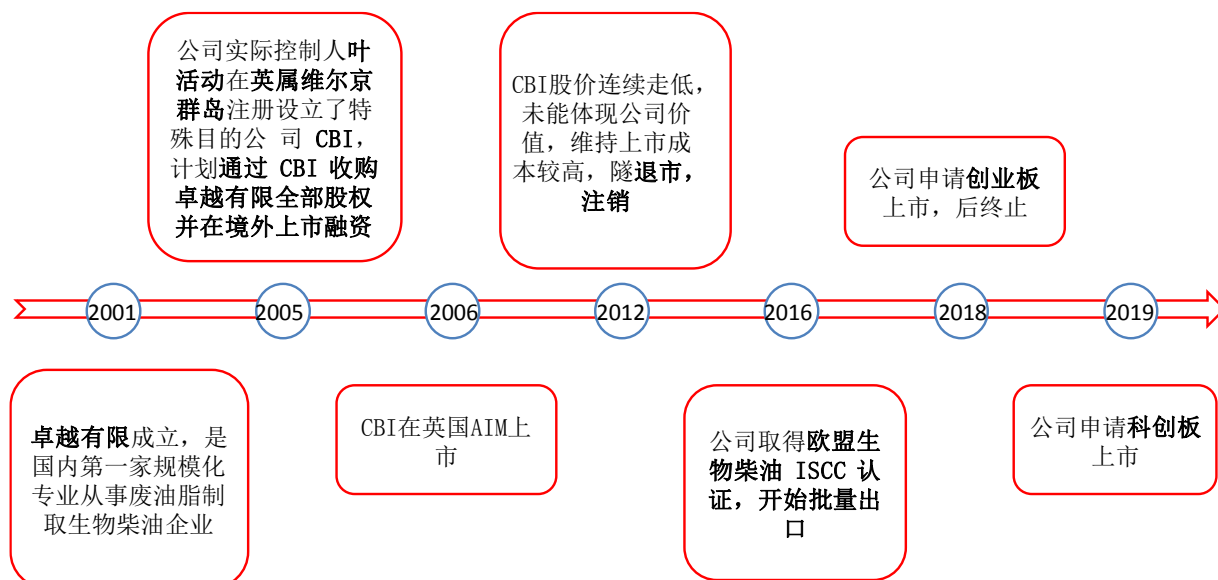 公司实际控制人叶
活动在英属维尔京
群岛注册设立了特
殊目的公 司 CBI，
计划通过 CBI 收购
卓越有限全部股权
并在境外上市融资
CBI股价连续走低，
未能体现公司价
值，维持上市成
本较高，隧退市，
注销
公司申请创业板
上市，后终止
2001
2005
2006
2012
2016
2018
2019
卓越有限成立，是
国内第一家规模化
专业从事废油脂制
取生物柴油企业
CBI在英国AIM上
市
公司取得欧盟生
物柴油 ISCC 认
证，开始批量出
口
公司申请科创板
上市